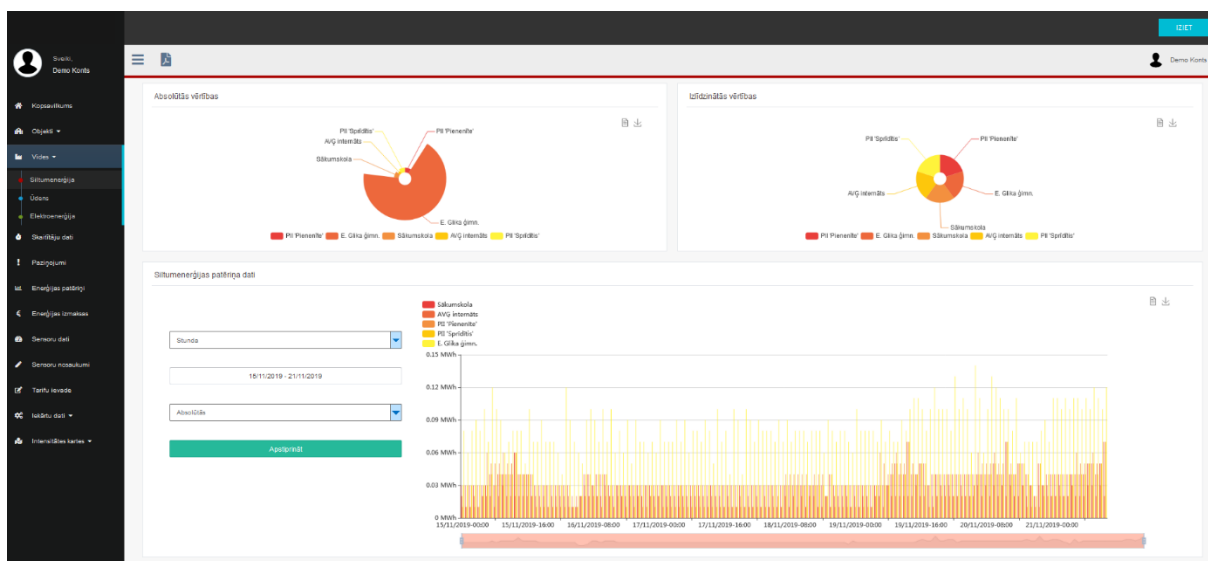 IZIET
Sveiki,
Demo Konts
Demo Konts
Kopsavilkums
Objekti
Vides
Siltumenerģija
Ūdens
Elektroenerģija
Skaitītāju dati
Paziņojumi
Enerģijas patēriņi
Enerģijas izmaksas
Sensoru dati
Sensoru nosaukumi
Tarifu ievade
Iekārtu dati
Intensitātes kartes
Absolūtās vērtības
PII 'Sprīdītis'
PII 'Pienenīte'
AVĢ internāts
Sākumskola
E. Glika ģimn.
PII 'Pienenīte' E. Glika ģimn. Sākumskola AVĢ internāts PII 'Sprīdītis'
Izlīdzinātās vērtības
PII 'Sprīdītis'
PII 'Pienenīte'
AVĢ internāts
E. Glika ģimn.
Sākumskola
PII 'Pienenīte' E. Glika ģimn. Sākumskola AVĢ internāts PII 'Sprīdītis'
Siltumenerģijas patēriņa dati
Stunda
15/11/2019 - 21/11/2019
Absolūtās
Apstiprināt
Sākumskola
AVĢ internāts
PII 'Pienenīte'
PII 'Sprīdītis'
E. Glika ģimn.
0.15 MWh
0.12 MWh
0.09 MWh
0.06 MWh
0.03 MWh
0 MWh
15/11/2019-00:00 15/11/2019-16:00 16/11/2019-08:00 17/11/2019-00:00 17/11/2019-16:00 18/11/2019-08:00 19/11/2019-00:00 19/11/2019-16:00 20/11/2019-08:00 21/11/2019-00:00